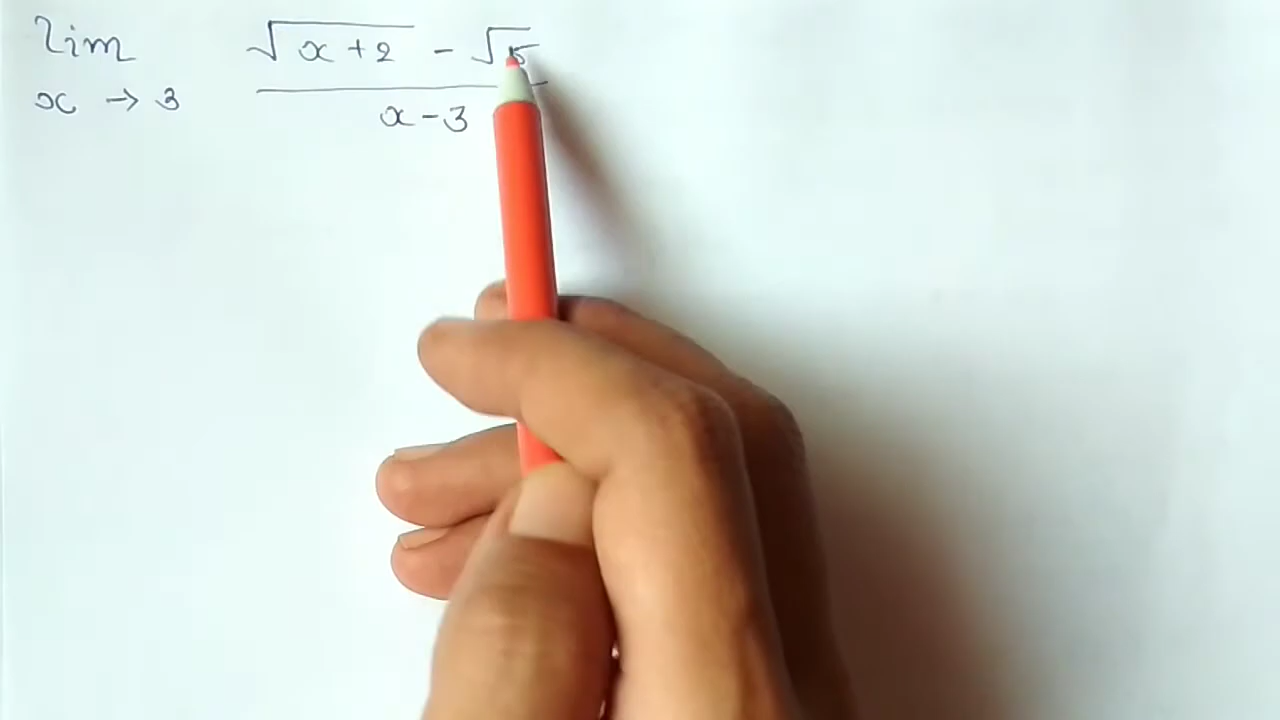 lim √x+2 - √5
x → 3 x - 3